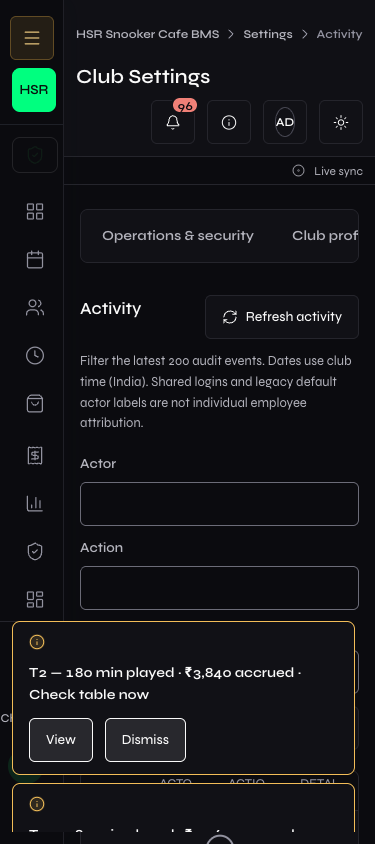 HSR Snooker Cafe BMS > Settings > Activity
HSR
Club Settings
96
AD
Live sync
Operations & security Club prof
Activity
Refresh activity
Filter the latest 200 audit events. Dates use club
time (India). Shared logins and legacy default
actor labels are not individual employee
attribution.
Actor
Action
T2 — 180 min played · ₹3,840 accrued ·
Check table now
View Dismiss